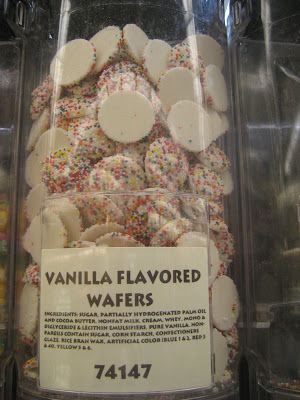 VANILLA FLAVORED
WAFERS
INGREDIENTS: SUGAR, PARTIALLY HYDROGENATED PALM OIL
AND COCOA BUTTER, NONFAT MILK, CREAM, WHEY, MONO &
DIGLYCERIDE & LECITHIN EMULSIFIERS, PURE VANILLA. NON-
PAREILS CONTAIN SUGAR, CORN STARCH, CONFECTIONERS
GLAZE, RICE BRAN WAX, ARTIFICIAL COLOR (BLUE 1 & 2, RED 3
& 40, YELLOW 5 & 6.
74147